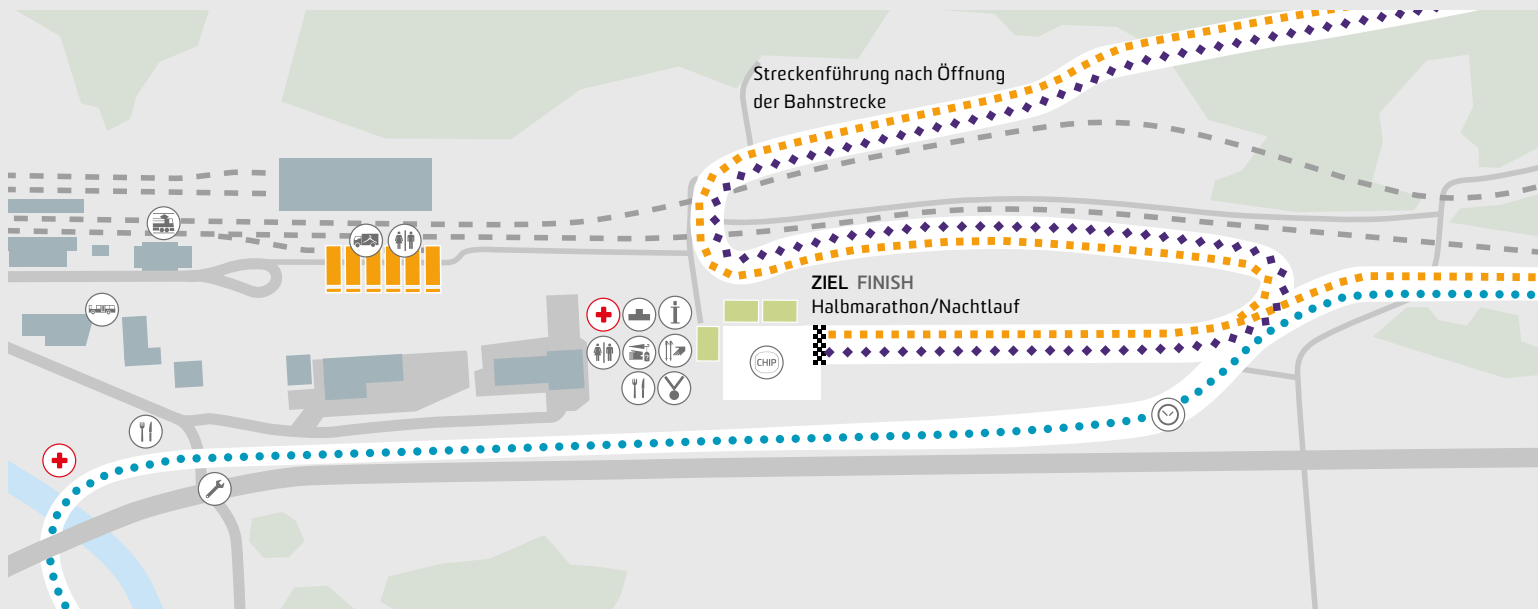 Streckenführung nach Öffnung
der Bahnstrecke
ZIEL FINISH
Halbmarathon/Nachtlauf
CHIP